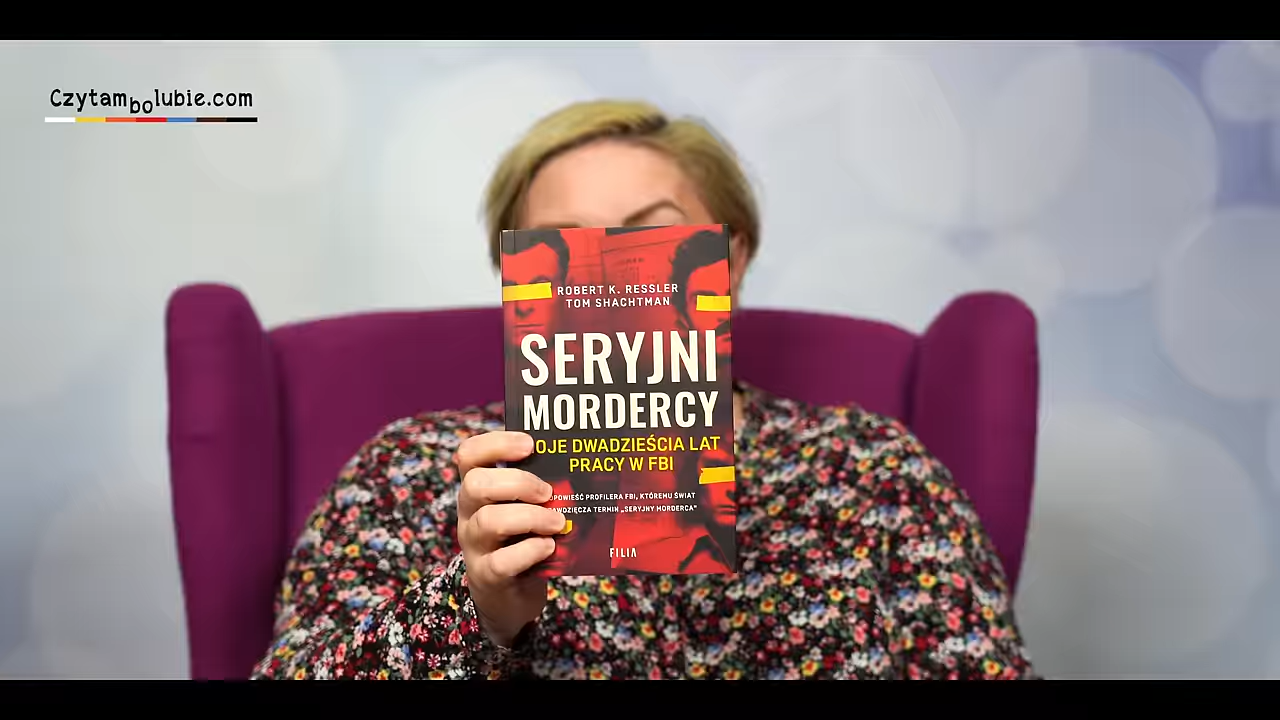 Czytambolubie.com
ROBERT K. RESSLER
TOM SHACHTMAN
SERYJNI
MORDERCY
OJE DWADZIEŚCIA LAT
PRACY W FBI
OPOWIEŚĆ PROFILERA FBI, KTÓREMU ŚWIAT
TERMIN „SERYJNY MORDERCA”
FILIA